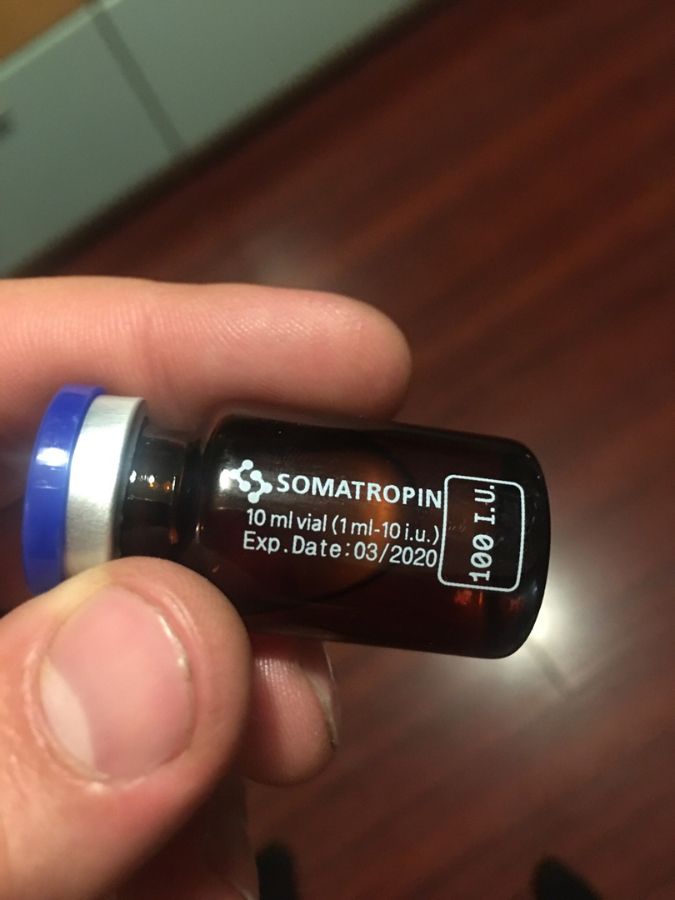 SOMATROPIN
10 ml vial (1 ml-10 i.u.)
Exp.Date:03/2020
100 I.U.